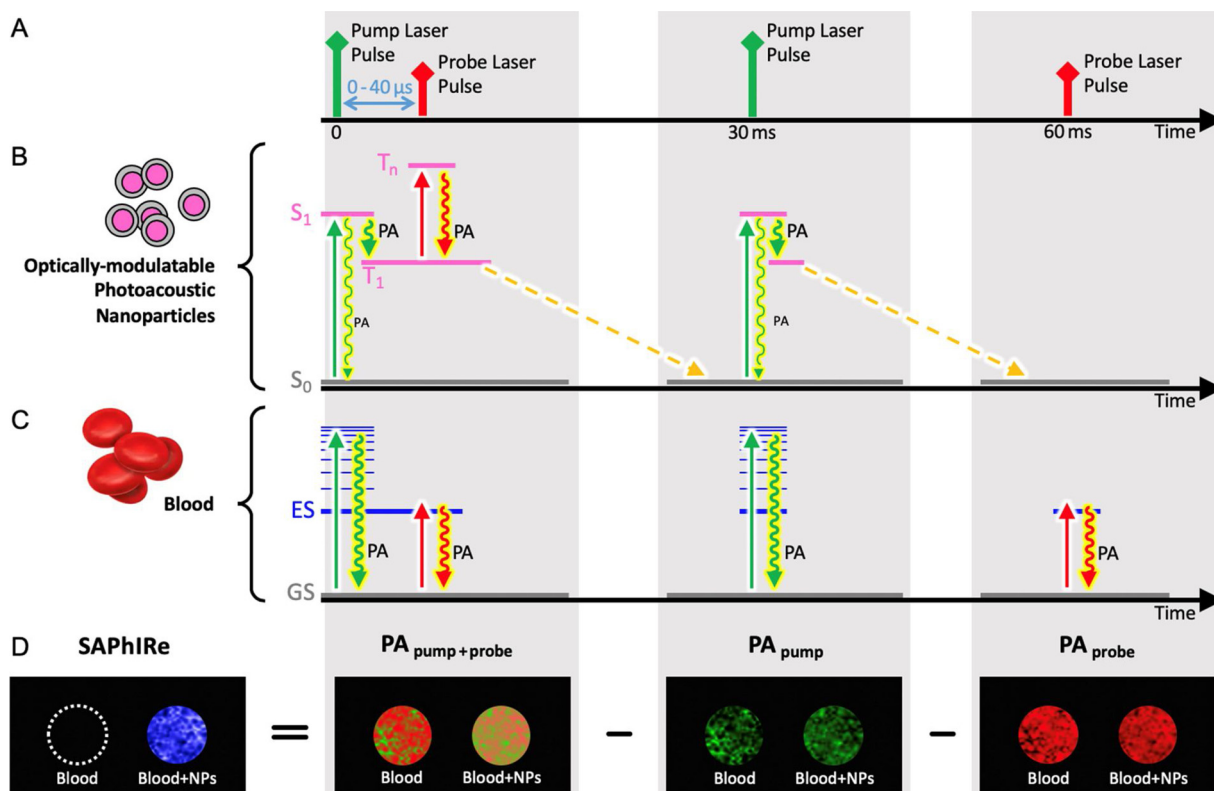 A
Pump Laser
Pulse
Probe Laser
Pulse
0 - 40 µs
Pump Laser
Pulse
Probe Laser
Pulse
0
30 ms
60 ms
Time
B
Optically-modulatable
Photoacoustic
Nanoparticles
Tn
S1
PA
PA
T1
PA
S0
PA
PA
Time
C
Blood
ES
PA
PA
GS
PA
PA
Time
D
SAPhIRe
Blood
Blood+NPs
=
PA pump+probe
Blood
Blood+NPs
–
PA pump
Blood
Blood+NPs
–
PA probe
Blood
Blood+NPs